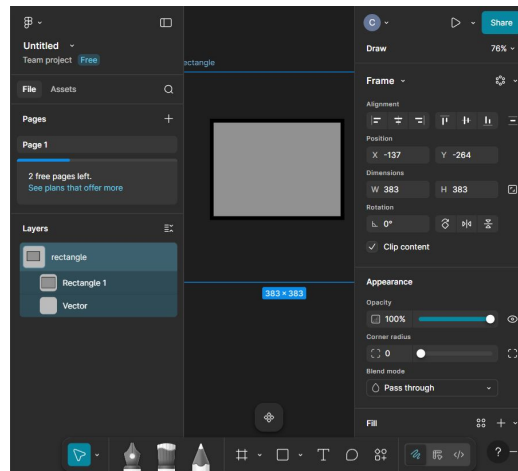 Untitled
Team project Free
File Assets
Pages
Page 1
2 free pages left.
See plans that offer more
Layers
rectangle
Rectangle 1
Vector
ectangle
383 × 383
C
Share
Draw
76%
Frame
Alignment
Position
X -137 Y -264
Dimensions
W 383 H 383
Rotation
0°
Clip content
Appearance
Opacity
100%
Corner radius
0
Blend mode
Pass through
Fill
T
?